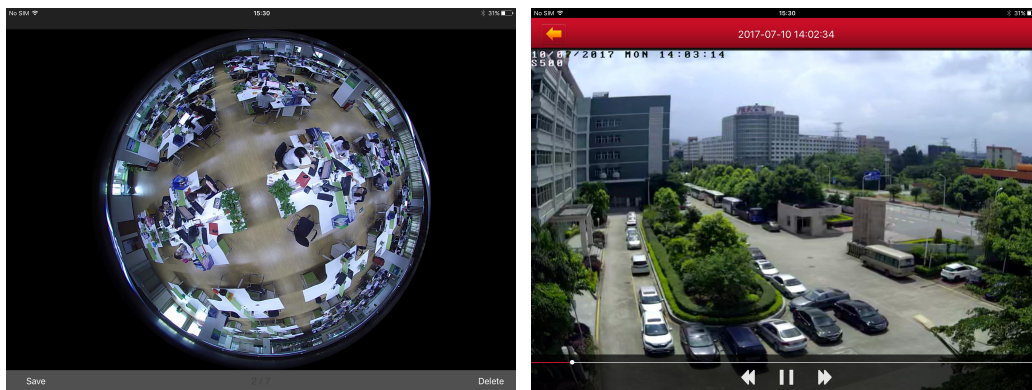 No SIM 15:30 31%
Save 2 / 7 Delete
No SIM 15:30 31%
2017-07-10 14:02:34
10/07/2017 MON 14:03:14
S500